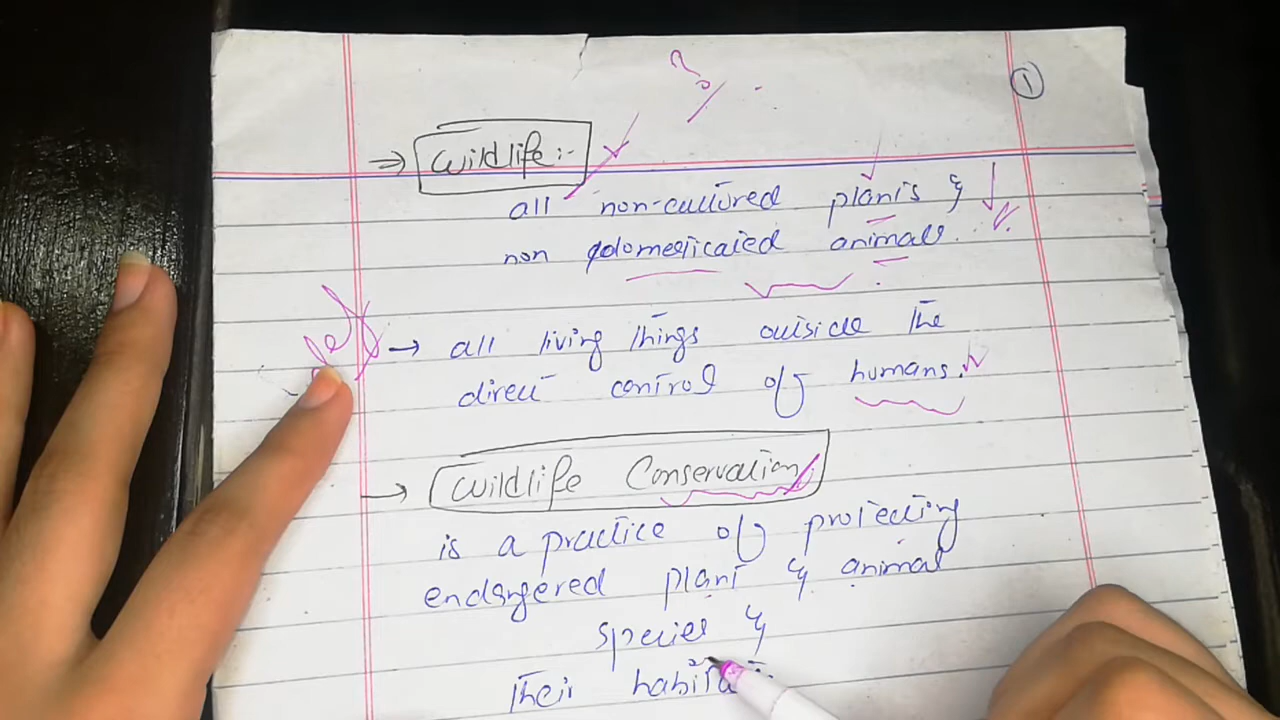 1
→ Wildlife:-
all non-cultured plants &
non domesticated animals.
→ all living things outside the
direct control of humans.
→ Wildlife Conservation
is a practice of protecting
endangered plant & animal
species &
their habitat